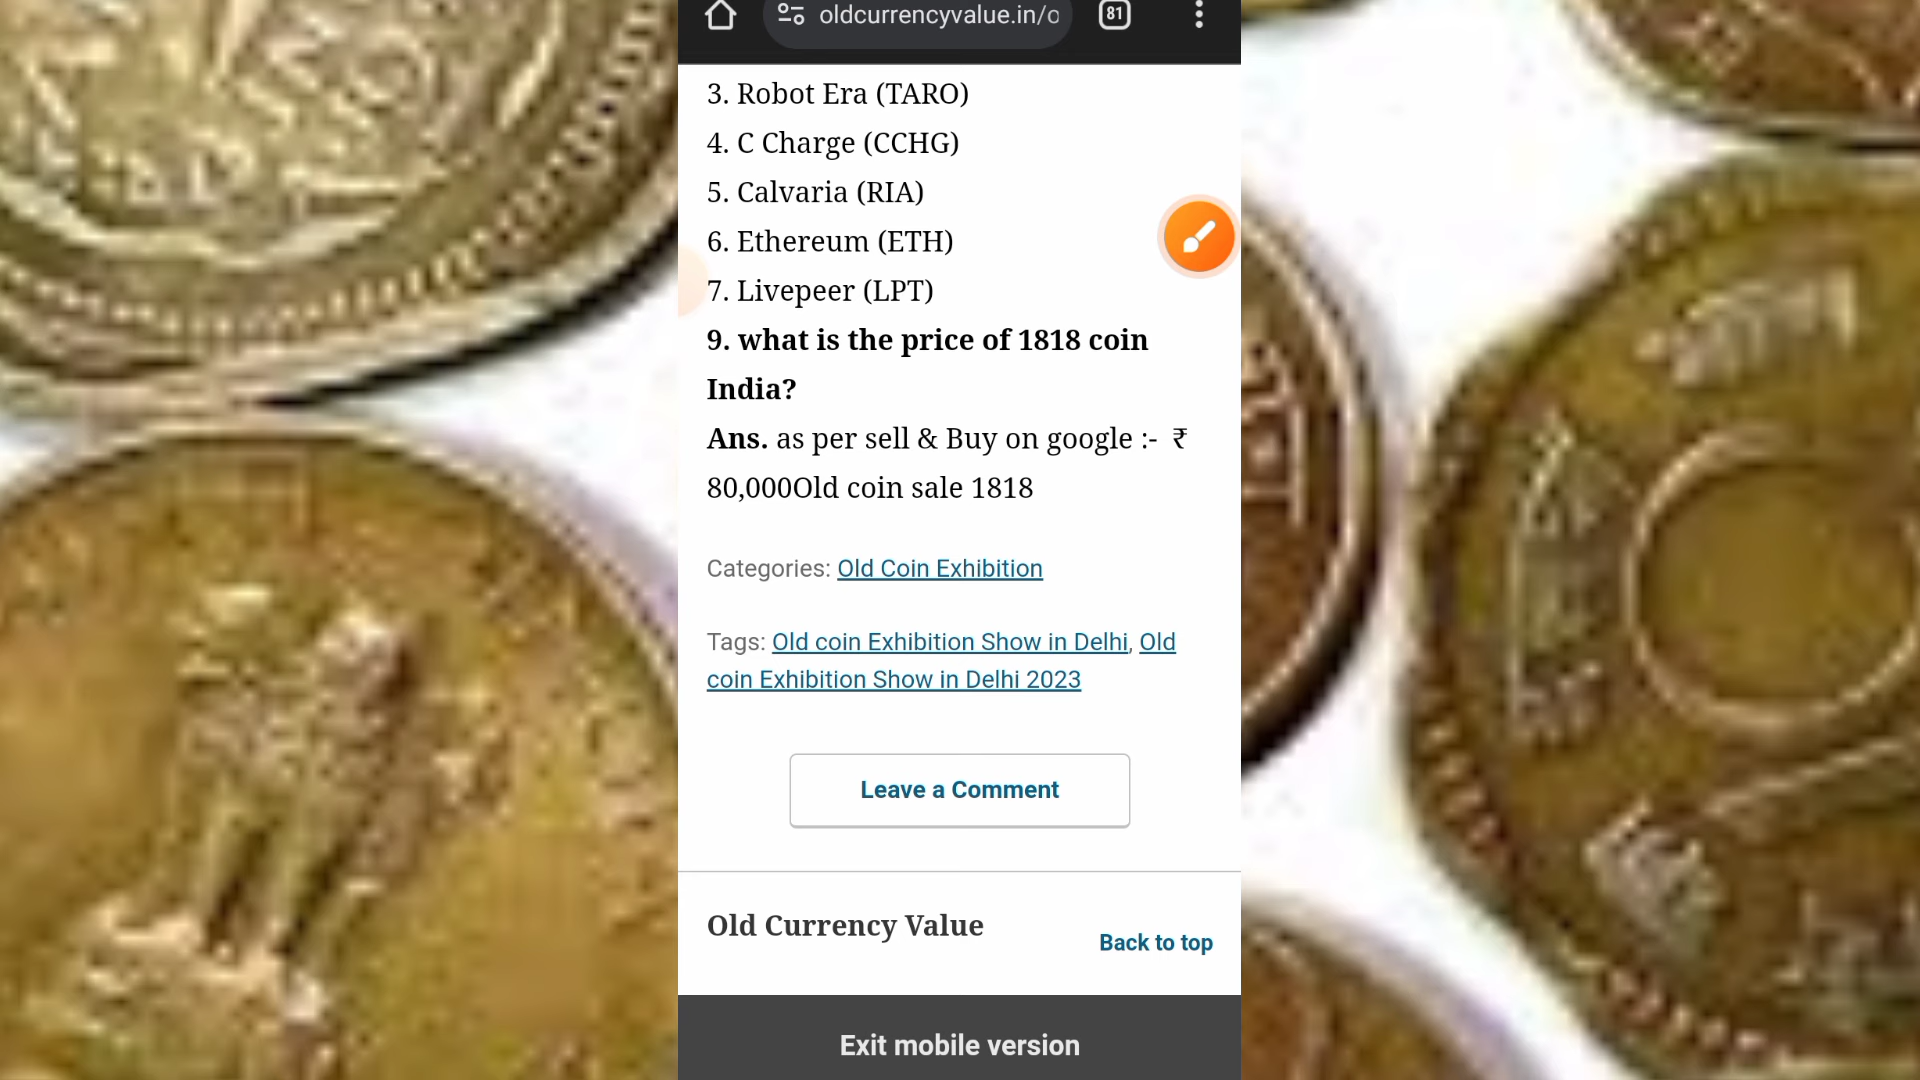 oldcurrencyvalue.in/o
81
3. Robot Era (TARO)
4. C Charge (CCHG)
5. Calvaria (RIA)
6. Ethereum (ETH)
7. Livepeer (LPT)
9. what is the price of 1818 coin
India?
Ans. as per sell & Buy on google :- ₹
80,000Old coin sale 1818
Categories: Old Coin Exhibition
Tags: Old coin Exhibition Show in Delhi, Old
coin Exhibition Show in Delhi 2023
Leave a Comment
Old Currency Value
Back to top
Exit mobile version